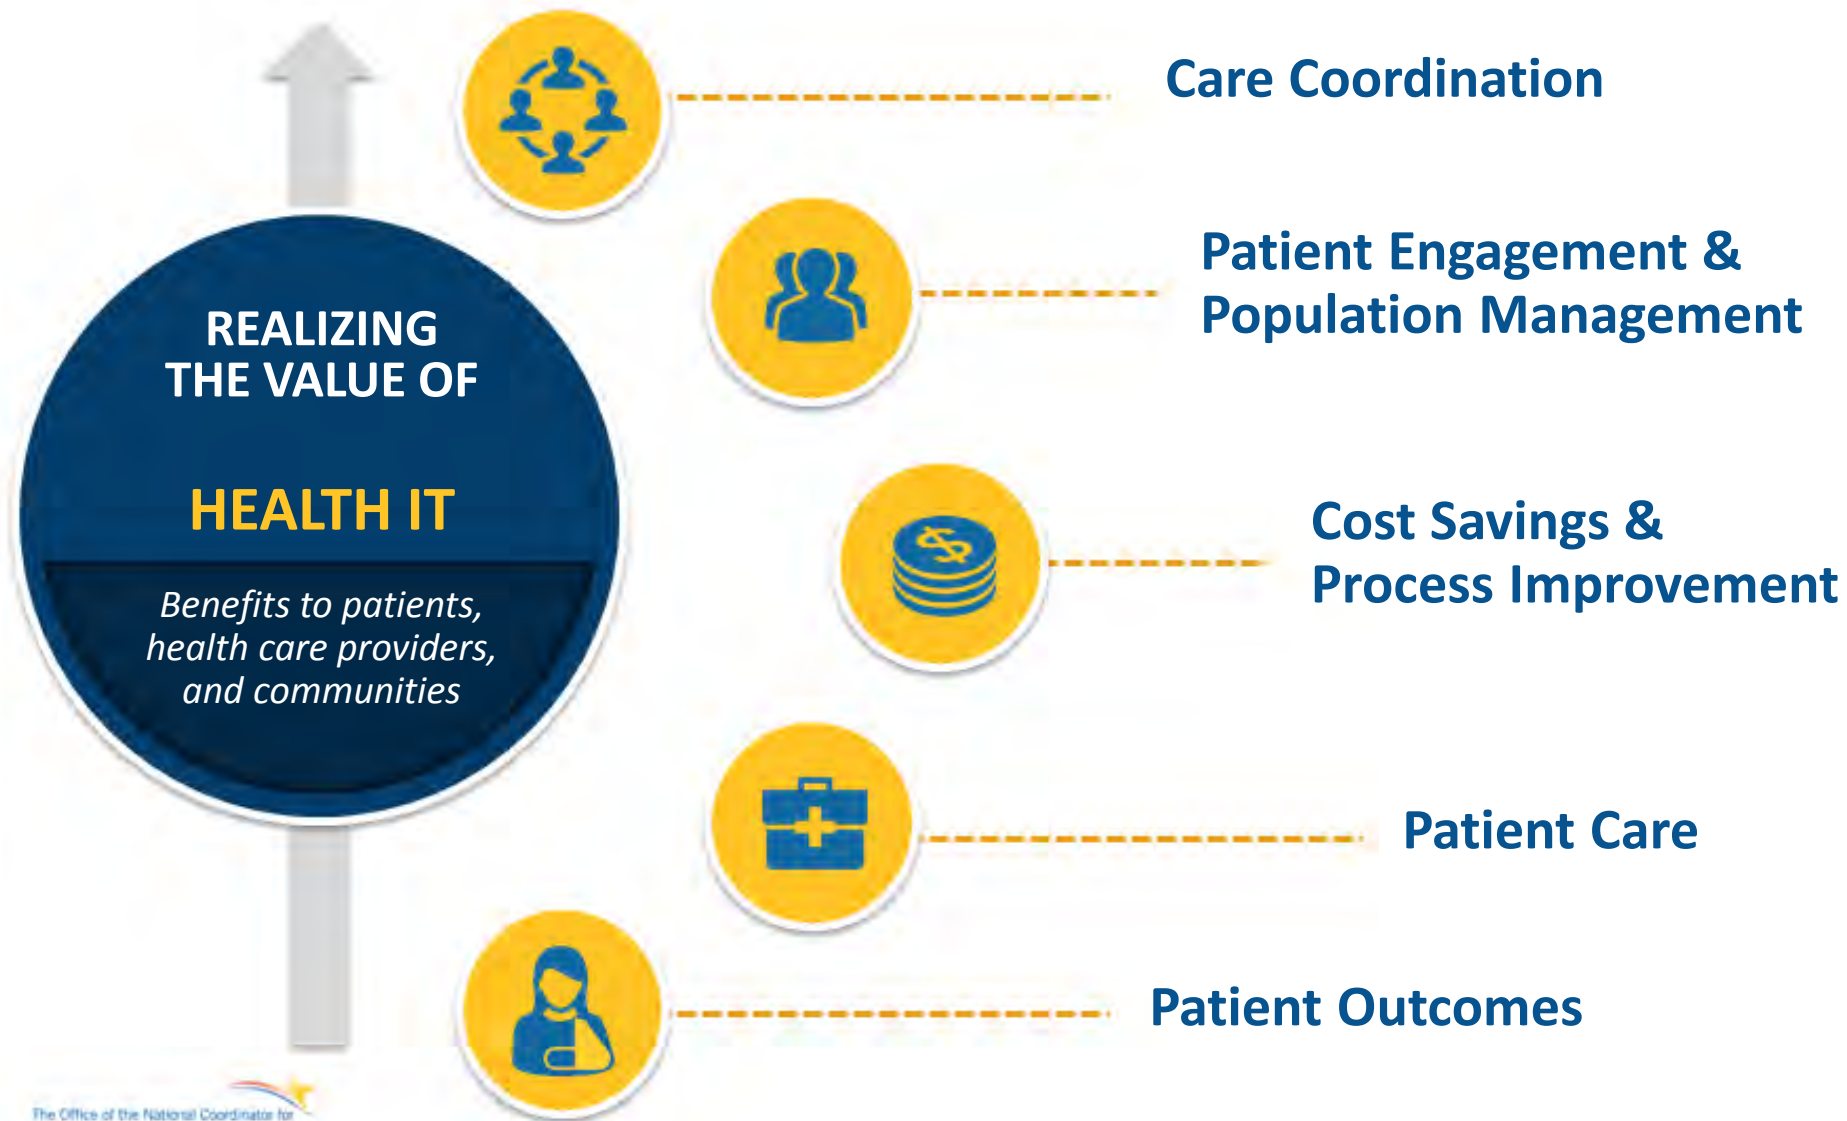 REALIZING
THE VALUE OF
HEALTH IT
Benefits to patients,
health care providers,
and communities
Care Coordination
Patient Engagement &
Population Management
Cost Savings &
Process Improvement
$
Patient Care
Patient Outcomes
The Office of the National Coordinator for